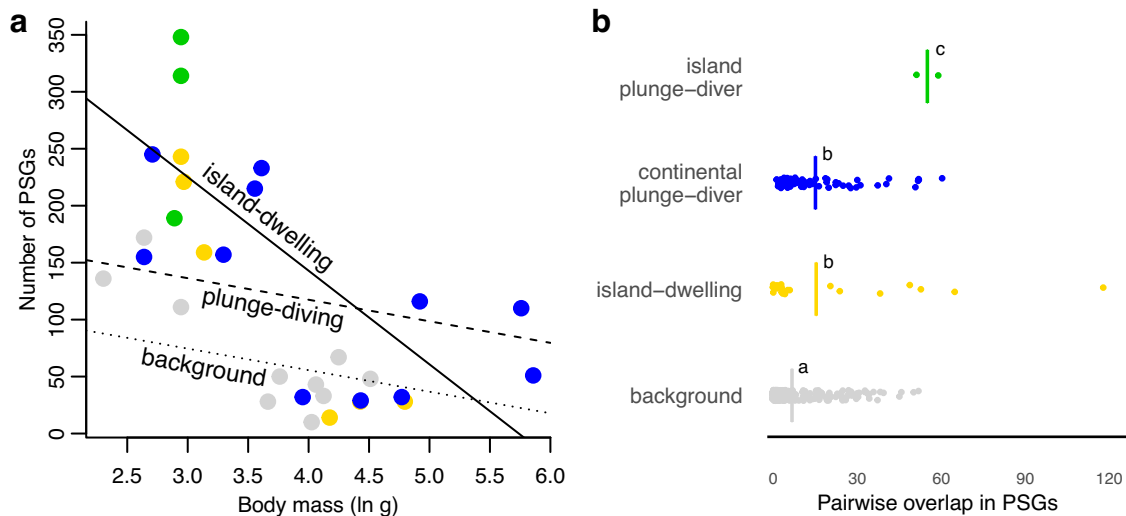 a
Number of PSGs
350
300
250
200
150
100
50
0
island-dwelling
plunge-diving
background
2.5 3.0 3.5 4.0 4.5 5.0 5.5 6.0
Body mass (ln g)
b
island
plunge−diver
c
continental
plunge−diver
b
island−dwelling
b
background
a
0 30 60 90 120
Pairwise overlap in PSGs